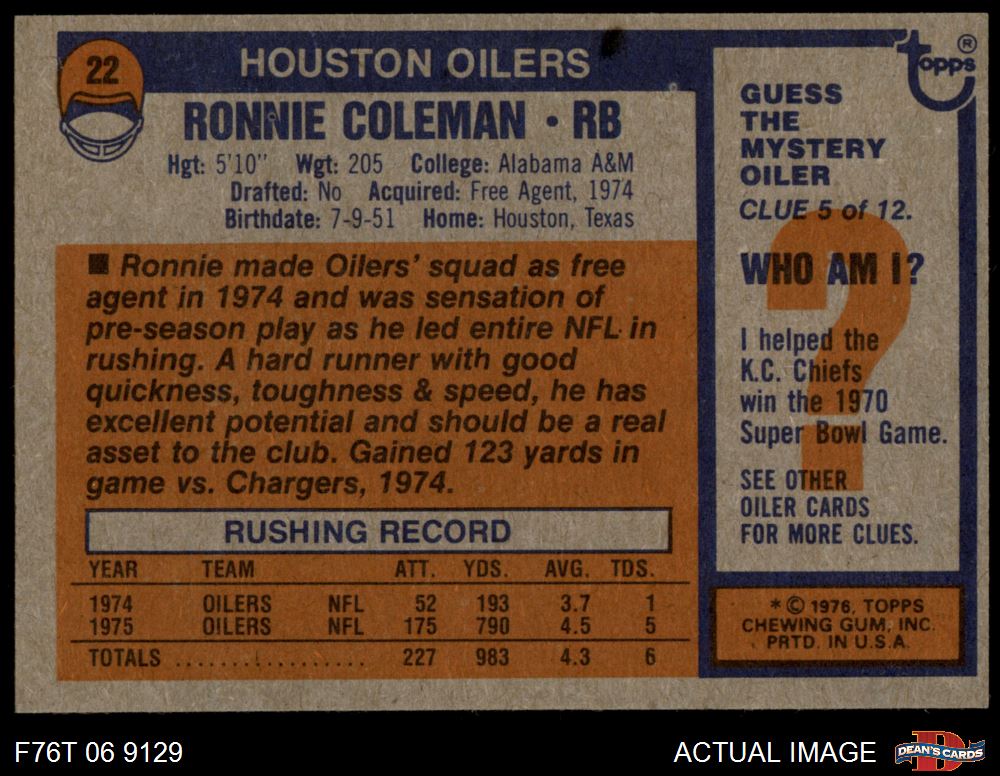 22
HOUSTON OILERS
RONNIE COLEMAN • RB
Hgt: 5'10" Wgt: 205 College: Alabama A&M
Drafted: No Acquired: Free Agent, 1974
Birthdate: 7-9-51 Home: Houston, Texas
■ Ronnie made Oilers' squad as free
agent in 1974 and was sensation of
pre-season play as he led entire NFL in
rushing. A hard runner with good
quickness, toughness & speed, he has
excellent potential and should be a real
asset to the club. Gained 123 yards in
game vs. Chargers, 1974.
RUSHING RECORD
YEAR TEAM ATT. YDS. AVG. TDS.
1974 OILERS NFL 52 193 3.7 1
1975 OILERS NFL 175 790 4.5 5
TOTALS .................. 227 983 4.3 6
topps ®
GUESS
THE
MYSTERY
OILER
CLUE 5 of 12.
?
WHO AM I?
I helped the
K.C. Chiefs
win the 1970
Super Bowl Game.
SEE OTHER
OILER CARDS
FOR MORE CLUES.
* © 1976, TOPPS
CHEWING GUM, INC.
PRTD. IN U.S.A.
F76T 06 9129
ACTUAL IMAGE
D
DEAN'S CARDS